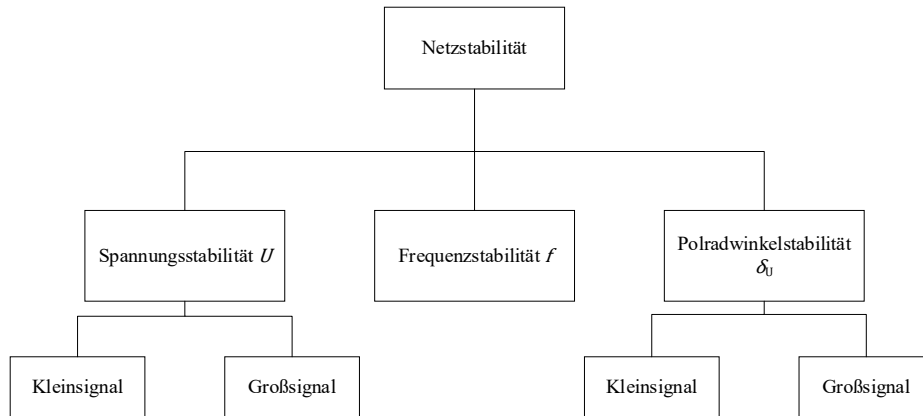 Netzstabilität
Spannungsstabilität U
Frequenzstabilität f
Polradwinkelstabilität
δU
Kleinsignal
Großsignal
Kleinsignal
Großsignal